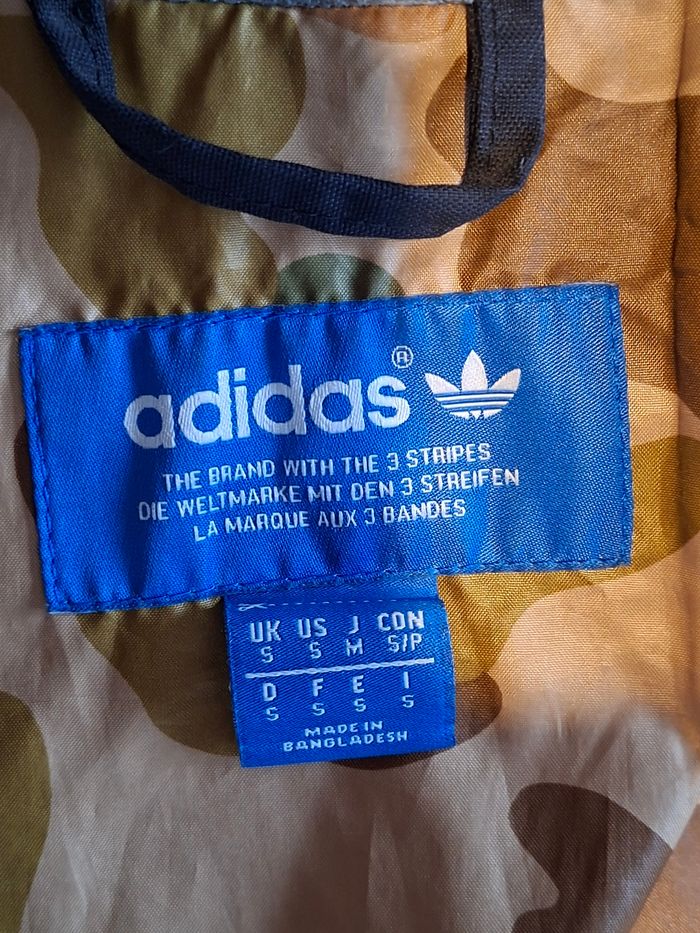 adidas®
THE BRAND WITH THE 3 STRIPES
DIE WELTMARKE MIT DEN 3 STREIFEN
LA MARQUE AUX 3 BANDES
UK US J CDN
S S M S/P
D F E I
S S S S
MADE IN
BANGLADESH